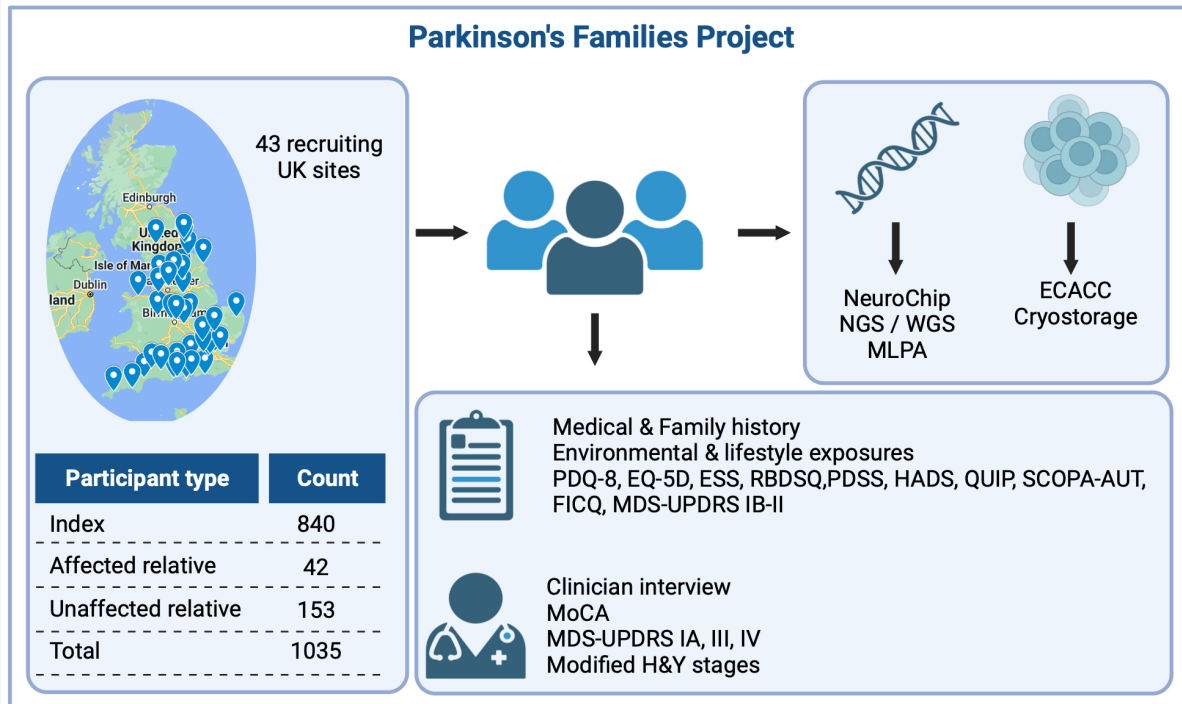 Parkinson's Families Project
43 recruiting
UK sites
Edinburgh
United
Kingdom
Isle of Mar
Dublin
land
Participant type Count
Index 840
Affected relative 42
Unaffected relative 153
Total 1035
NeuroChip
NGS / WGS
MLPA
ECACC
Cryostorage
Medical & Family history
Environmental & lifestyle exposures
PDQ-8, EQ-5D, ESS, RBDSQ,PDSS, HADS, QUIP, SCOPA-AUT,
FICQ, MDS-UPDRS IB-II
Clinician interview
MoCA
MDS-UPDRS IA, III, IV
Modified H&Y stages